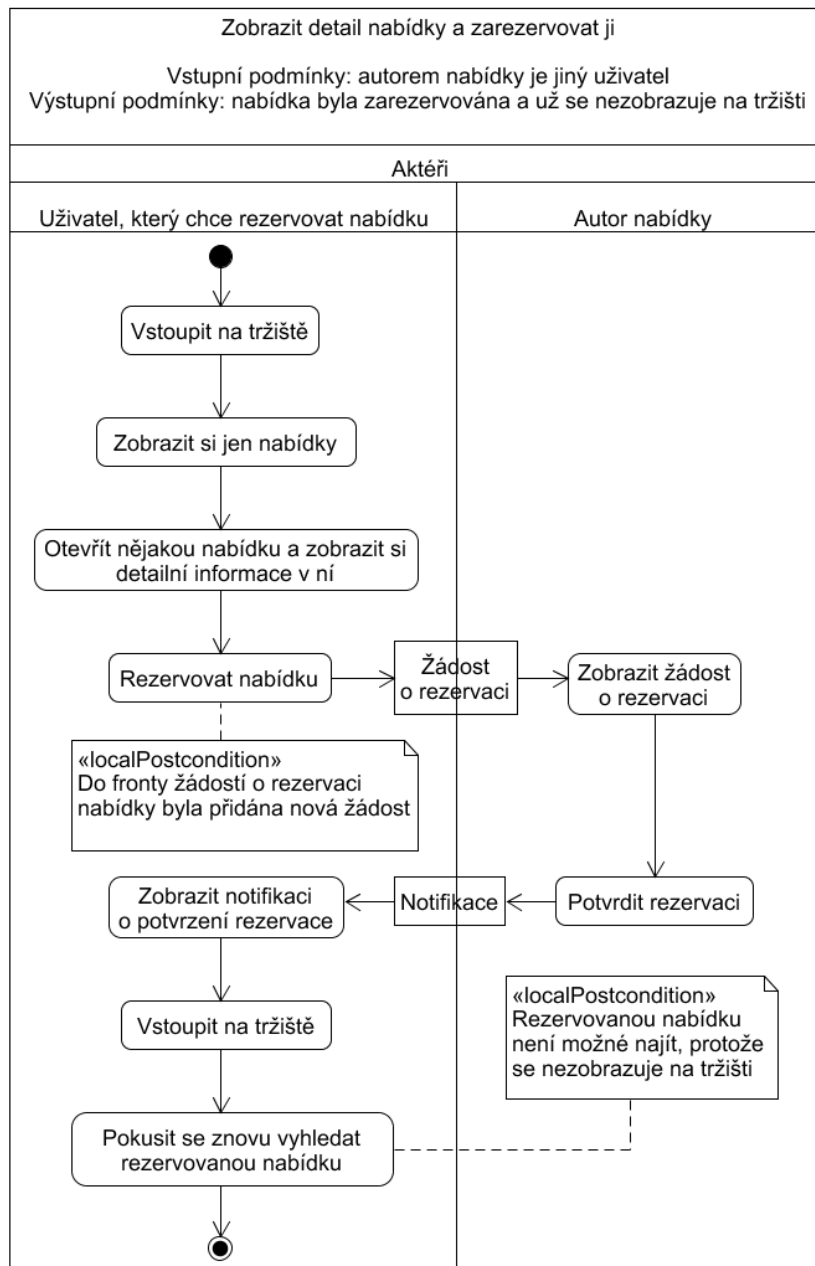 Zobrazit detail nabídky a zarezervovat ji
Vstupní podmínky: autorem nabídky je jiný uživatel
Výstupní podmínky: nabídka byla zarezervována a už se nezobrazuje na tržišti
Aktéři
Uživatel, který chce rezervovat nabídku
Autor nabídky
Vstoupit na tržiště
Zobrazit si jen nabídky
Otevřít nějakou nabídku a zobrazit si
detailní informace v ní
Rezervovat nabídku
Žádost
o rezervaci
Zobrazit žádost
o rezervaci
«localPostcondition»
Do fronty žádostí o rezervaci
nabídky byla přidána nová žádost
Zobrazit notifikaci
o potvrzení rezervace
Notifikace
Potvrdit rezervaci
Vstoupit na tržiště
«localPostcondition»
Rezervovanou nabídku
není možné najít, protože
se nezobrazuje na tržišti
Pokusit se znovu vyhledat
rezervovanou nabídku